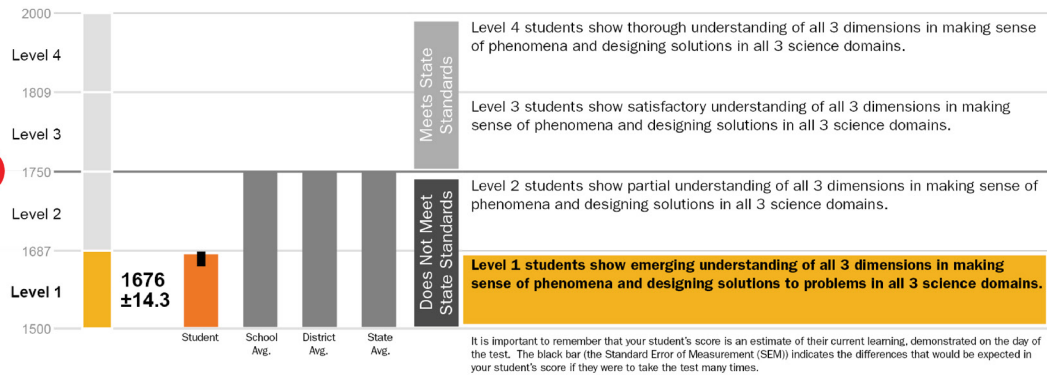 2000
Level 4
1809
Level 3
1750
Level 2
1687
Level 1
1500
1676
±14.3
Student
School
Avg.
District
Avg.
State
Avg.
Meets State
Standards
Does Not Meet
State Standards
Level 4 students show thorough understanding of all 3 dimensions in making sense
of phenomena and designing solutions in all 3 science domains.
Level 3 students show satisfactory understanding of all 3 dimensions in making
sense of phenomena and designing solutions in all 3 science domains.
Level 2 students show partial understanding of all 3 dimensions in making sense of
phenomena and designing solutions in all 3 science domains.
Level 1 students show emerging understanding of all 3 dimensions in making
sense of phenomena and designing solutions to problems in all 3 science domains.
It is important to remember that your student's score is an estimate of their current learning, demonstrated on the day of
the test. The black bar (the Standard Error of Measurement (SEM)) indicates the differences that would be expected in
your student's score if they were to take the test many times.